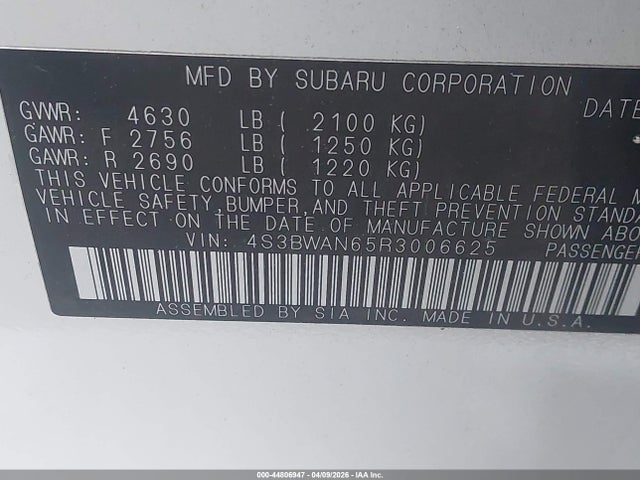 MFD BY SUBARU CORPORATION
DATE
GVWR: 4630 LB ( 2100 KG)
GAWR: F 2756 LB ( 1250 KG)
GAWR: R 2690 LB ( 1220 KG)
THIS VEHICLE CONFORMS TO ALL APPLICABLE FEDERAL M
VEHICLE SAFETY,BUMPER,AND THEFT PREVENTION STANDA
IN EFFECT ON THE DATE OF MANUFACTURE SHOWN ABO
VIN: 4S3BWAN65R3006625 PASSENGER
ASSEMBLED BY SIA INC. MADE IN U.S.A.
000-44806947 - 04/09/2026 - Copyright © IAA, Inc.